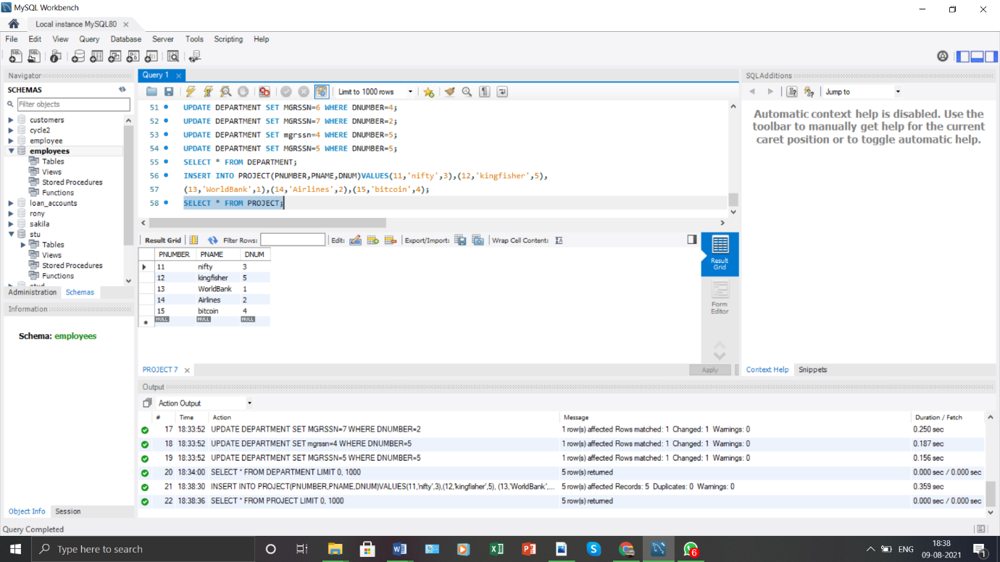 MySQL Workbench
Local instance MySQL80
File Edit View Query Database Server Tools Scripting Help
Navigator
SCHEMAS
Filter objects
customers
cycle2
employee
employees
Tables
Views
Stored Procedures
Functions
loan_accounts
rony
sakila
stu
Tables
Views
Stored Procedures
Functions
Administration Schemas
Information
Schema: employees
Object Info Session
Query 1
Limit to 1000 rows
51 UPDATE DEPARTMENT SET MGRSSN=6 WHERE DNUMBER=4;
52 UPDATE DEPARTMENT SET MGRSSN=7 WHERE DNUMBER=2;
53 UPDATE DEPARTMENT SET mgrssn=4 WHERE DNUMBER=5;
54 UPDATE DEPARTMENT SET MGRSSN=5 WHERE DNUMBER=5;
55 SELECT * FROM DEPARTMENT;
56 INSERT INTO PROJECT(PNUMBER,PNAME,DNUM)VALUES(11,'nifty',3),(12,'kingfisher',5),
57 (13,'WorldBank',1),(14,'Airlines',2),(15,'bitcoin',4);
58 SELECT * FROM PROJECT;
Result Grid Filter Rows: Edit: Export/Import: Wrap Cell Content:
PNUMBER PNAME DNUM
11 nifty 3
12 kingfisher 5
13 WorldBank 1
14 Airlines 2
15 bitcoin 4
NULL NULL NULL
Result
Grid
Form
Editor
PROJECT 7
Apply
SQLAdditions
Jump to
Automatic context help is disabled. Use the
toolbar to manually get help for the current
caret position or to toggle automatic help.
Context Help Snippets
Output
Action Output
# Time Action Message Duration / Fetch
17 18:33:52 UPDATE DEPARTMENT SET MGRSSN=7 WHERE DNUMBER=2 1 row(s) affected Rows matched: 1 Changed: 1 Warnings: 0 0.250 sec
18 18:33:52 UPDATE DEPARTMENT SET mgrssn=4 WHERE DNUMBER=5 1 row(s) affected Rows matched: 1 Changed: 1 Warnings: 0 0.187 sec
19 18:33:52 UPDATE DEPARTMENT SET MGRSSN=5 WHERE DNUMBER=5 1 row(s) affected Rows matched: 1 Changed: 1 Warnings: 0 0.156 sec
20 18:34:00 SELECT * FROM DEPARTMENT LIMIT 0, 1000 5 row(s) returned 0.000 sec / 0.000 sec
21 18:38:30 INSERT INTO PROJECT(PNUMBER,PNAME,DNUM)VALUES(11,'nifty',3),(12,'kingfisher',5), (13,'WorldBank',... 5 row(s) affected Records: 5 Duplicates: 0 Warnings: 0 0.359 sec
22 18:38:36 SELECT * FROM PROJECT LIMIT 0, 1000 5 row(s) returned 0.000 sec / 0.000 sec
Query Completed
Type here to search
6
ENG
18:38
09-08-2021
1